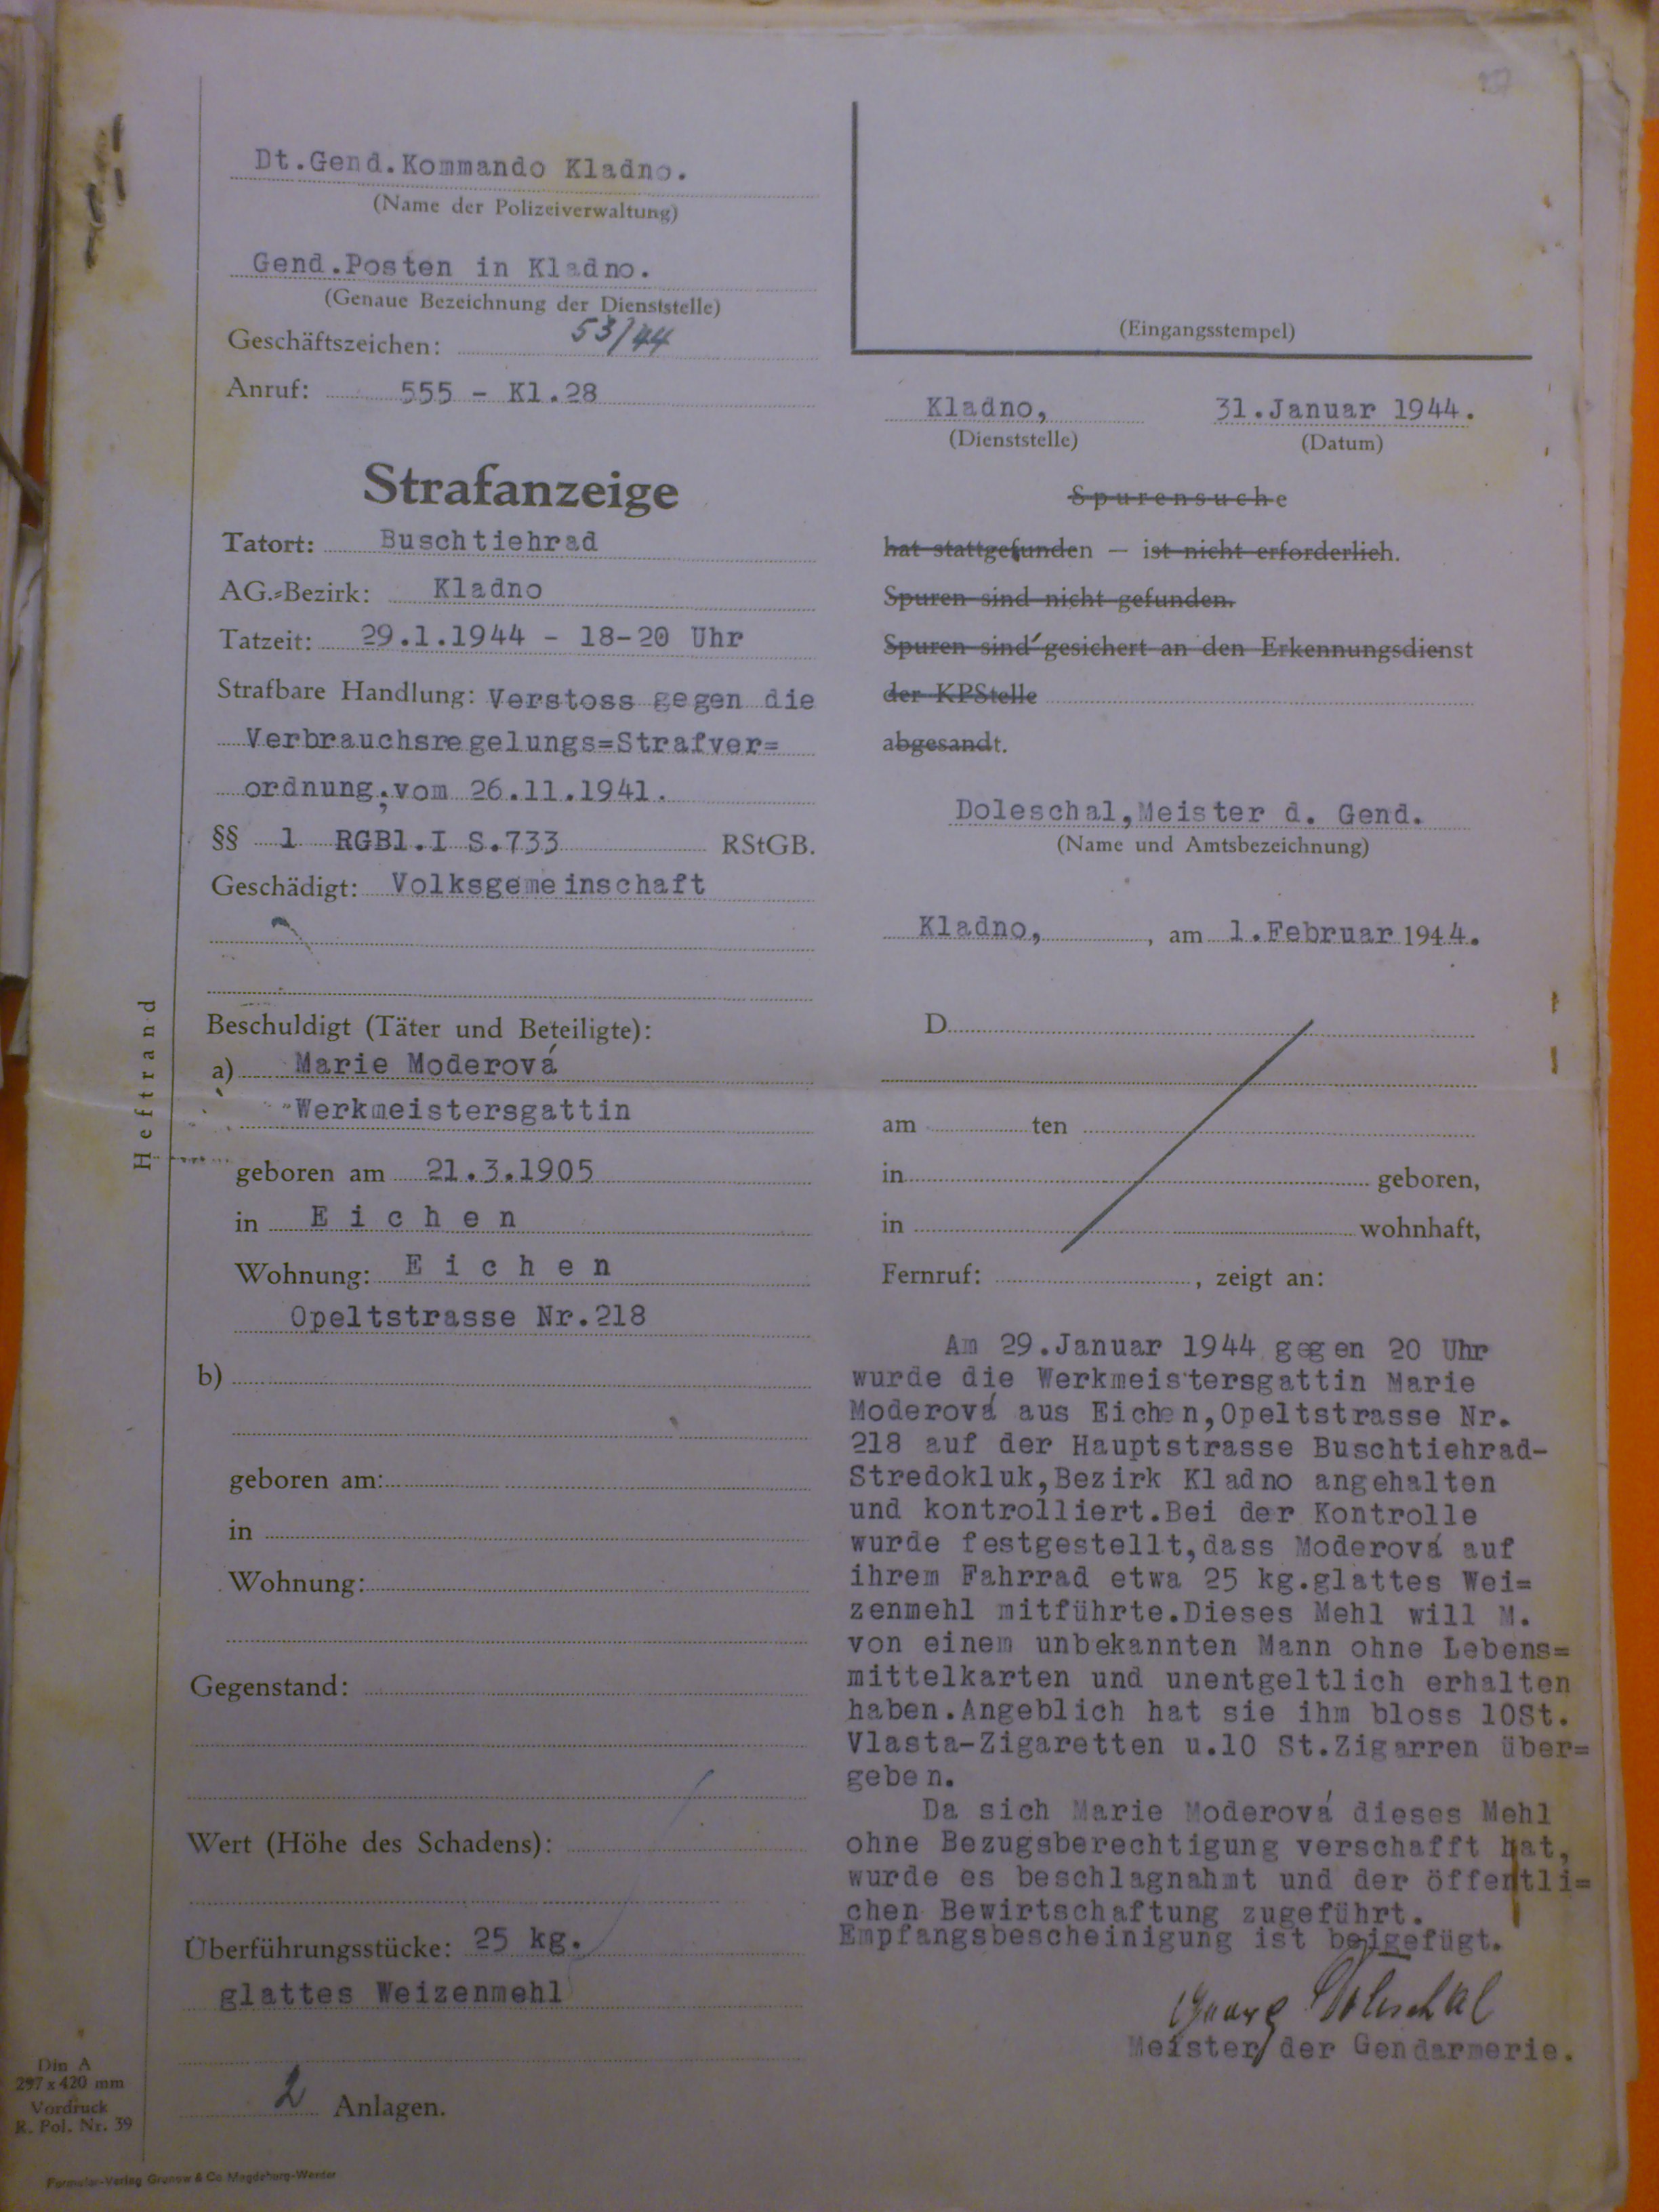 Dt.Gend.Kommando Kladno.
(Name der Polizeiverwaltung)
Gend.Posten in Kladno.
(Genaue Bezeichnung der Dienststelle)
Geschäftszeichen: 53/44
Anruf: 555 - Kl.28
Strafanzeige
Tatort: Buschtiehrad
AG.-Bezirk: Kladno
Tatzeit: 29.1.1944 - 18-20 Uhr
Strafbare Handlung: Verstoss gegen die
Verbrauchsregelungs=Strafver=
ordnung, vom 26.11.1941.
§§ 1 RGBl.I S.733 RStGB.
Geschädigt: Volksgemeinschaft
Beschuldigt (Täter und Beteiligte):
a) Marie Moderová
Werkmeistersgattin
geboren am 21.3.1905
in Eichen
Wohnung: Eichen
Opeltstrasse Nr.218
b)
geboren am:
in
Wohnung:
Gegenstand:
Wert (Höhe des Schadens):
Überführungsstücke: 25 kg.
glattes Weizenmehl
2 Anlagen.
Heftrand
Din A
297 x 420 mm
Vordruck
R. Pol. Nr. 39
Formular-Verlag Grunow & Co Magdeburg-Werder
(Eingangsstempel)
Kladno, 31.Januar 1944.
(Dienststelle) (Datum)
Spurensuche
hat stattgefunden — ist nicht erforderlich.
Spuren sind nicht gefunden.
Spuren sind gesichert an den Erkennungsdienst
der KPStelle
abgesandt.
Doleschal,Meister d. Gend.
(Name und Amtsbezeichnung)
Kladno, , am 1.Februar 1944.
D
am ten
in geboren,
in wohnhaft,
Fernruf: , zeigt an:
Am 29.Januar 1944 gegen 20 Uhr
wurde die Werkmeistersgattin Marie
Moderová aus Eichen,Opeltstrasse Nr.
218 auf der Hauptstrasse Buschtiehrad-
Stredokluk,Bezirk Kladno angehalten
und kontrolliert.Bei der Kontrolle
wurde festgestellt,dass Moderová auf
ihrem Fahrrad etwa 25 kg.glattes Wei=
zenmehl mitführte.Dieses Mehl will M.
von einem unbekannten Mann ohne Lebens=
mittelkarten und unentgeltlich erhalten
haben.Angeblich hat sie ihm bloss 10St.
Vlasta-Zigaretten u.10 St.Zigarren über=
geben.
Da sich Marie Moderová dieses Mehl
ohne Bezugsberechtigung verschafft hat,
wurde es beschlagnahmt und der öffentli=
chen Bewirtschaftung zugeführt.
Empfangsbescheinigung ist beigefügt.
Doleschal
Meister der Gendarmerie.